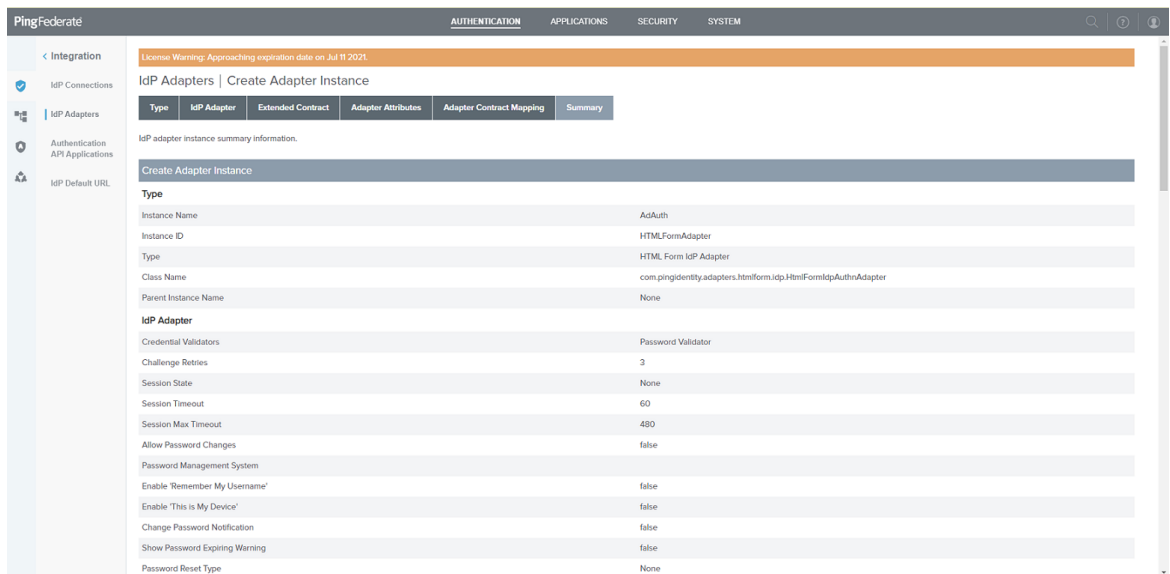 PingFederate AUTHENTICATION APPLICATIONS SECURITY SYSTEM
< Integration
IdP Connections
IdP Adapters
Authentication
API Applications
IdP Default URL
License Warning: Approaching expiration date on Jul 11 2021.
IdP Adapters | Create Adapter Instance
Type IdP Adapter Extended Contract Adapter Attributes Adapter Contract Mapping Summary
IdP adapter instance summary information.
Create Adapter Instance
Type
Instance Name AdAuth
Instance ID HTMLFormAdapter
Type HTML Form IdP Adapter
Class Name com.pingidentity.adapters.htmlform.idp.HtmlFormIdpAuthnAdapter
Parent Instance Name None
IdP Adapter
Credential Validators Password Validator
Challenge Retries 3
Session State None
Session Timeout 60
Session Max Timeout 480
Allow Password Changes false
Password Management System
Enable 'Remember My Username' false
Enable 'This is My Device' false
Change Password Notification false
Show Password Expiring Warning false
Password Reset Type None